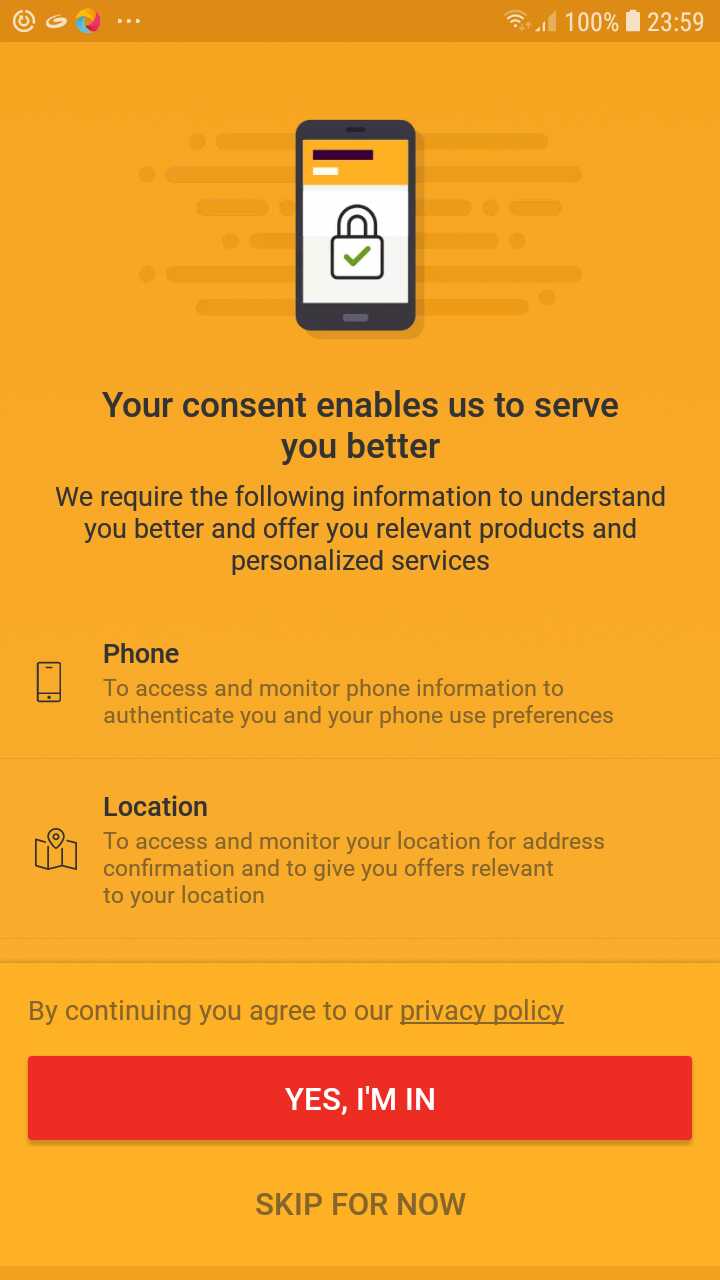 100% 23:59
Your consent enables us to serve
you better
We require the following information to understand
you better and offer you relevant products and
personalized services
Phone
To access and monitor phone information to
authenticate you and your phone use preferences
Location
To access and monitor your location for address
confirmation and to give you offers relevant
to your location
By continuing you agree to our privacy policy
YES, I'M IN
SKIP FOR NOW